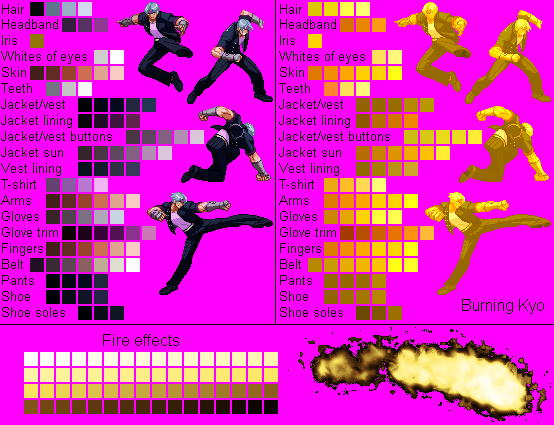 Hair
Headband
Iris
Whites of eyes
Skin
Teeth
Jacket/vest
Jacket lining
Jacket/vest buttons
Jacket sun
Vest lining
T-shirt
Arms
Gloves
Glove trim
Fingers
Belt
Pants
Shoe
Shoe soles
Hair
Headband
Iris
Whites of eyes
Skin
Teeth
Jacket/vest
Jacket lining
Jacket/vest buttons
Jacket sun
Vest lining
T-shirt
Arms
Gloves
Glove trim
Fingers
Belt
Pants
Shoe
Shoe soles
Burning Kyo
Fire effects